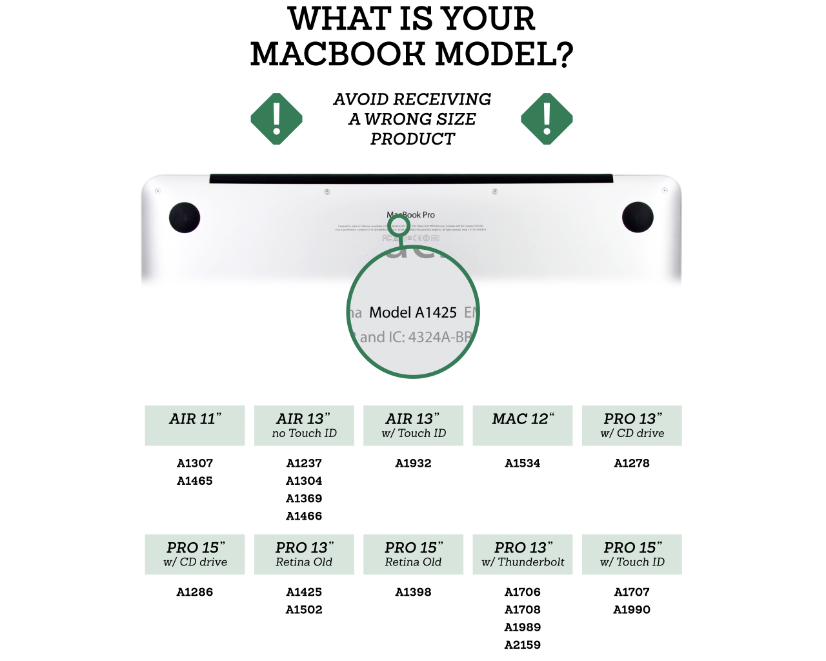 WHAT IS YOUR
MACBOOK MODEL?
!
AVOID RECEIVING
A WRONG SIZE
PRODUCT
!
MacBook Pro
Model A1425
and IC: 4324A-BR
AIR 11”
A1307
A1465
AIR 13”
no Touch ID
A1237
A1304
A1369
A1466
AIR 13”
w/ Touch ID
A1932
MAC 12“
A1534
PRO 13”
w/ CD drive
A1278
PRO 15”
w/ CD drive
A1286
PRO 13”
Retina Old
A1425
A1502
PRO 15”
Retina Old
A1398
PRO 13”
w/ Thunderbolt
A1706
A1708
A1989
A2159
PRO 15”
w/ Touch ID
A1707
A1990